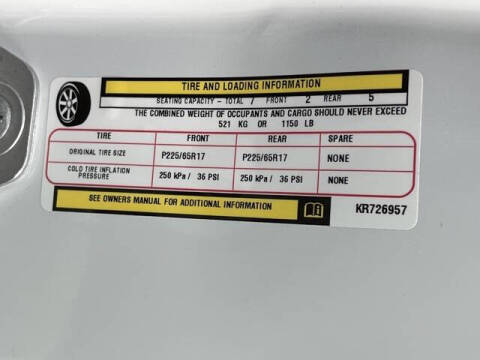 TIRE AND LOADING INFORMATION
SEATING CAPACITY - TOTAL 7 FRONT 2 REAR 5
THE COMBINED WEIGHT OF OCCUPANTS AND CARGO SHOULD NEVER EXCEED
521 KG OR 1150 LB
TIRE FRONT REAR SPARE
ORIGINAL TIRE SIZE P225/65R17 P225/65R17 NONE
COLD TIRE INFLATION PRESSURE 250 kPa / 36 PSI 250 kPa / 36 PSI NONE
SEE OWNERS MANUAL FOR ADDITIONAL INFORMATION KR726957